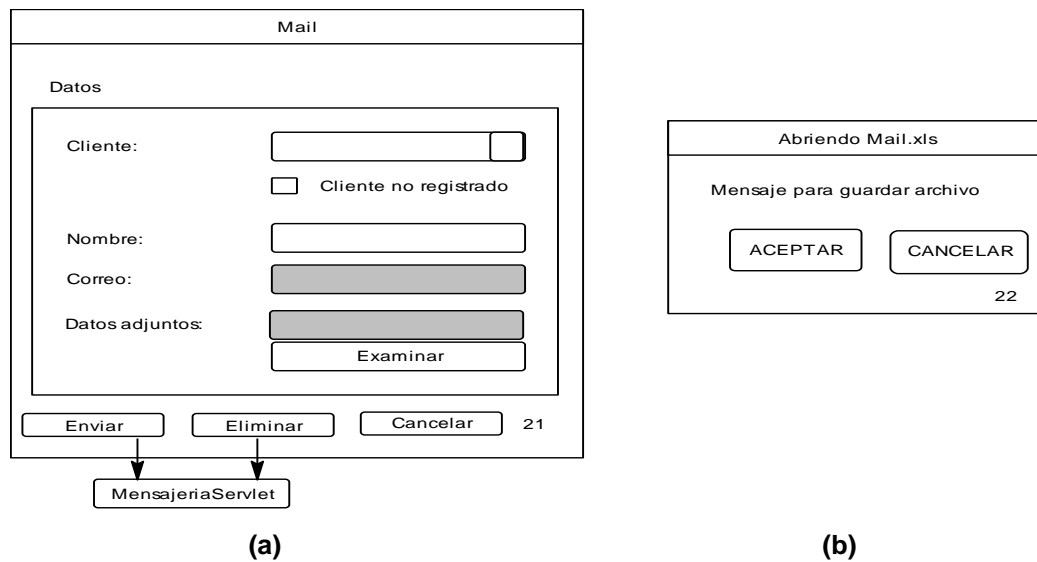 Mail
Datos
Cliente:
Cliente no registrado
Nombre:
Correo:
Datos adjuntos:
Examinar
Enviar
Eliminar
Cancelar
21
MensajeriaServlet
(a)
Abriendo Mail.xls
Mensaje para guardar archivo
ACEPTAR
CANCELAR
22
(b)